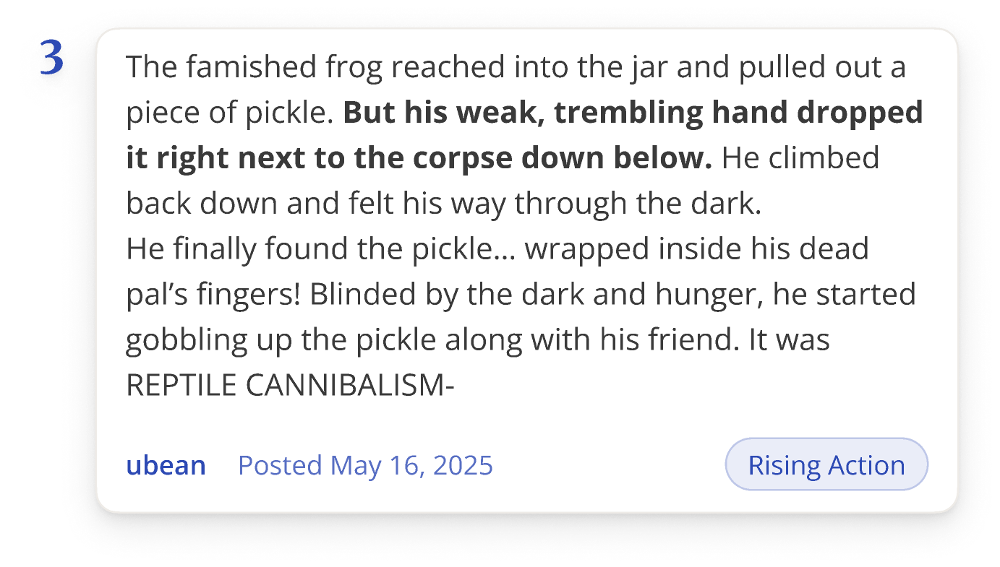 3
The famished frog reached into the jar and pulled out a
piece of pickle. But his weak, trembling hand dropped
it right next to the corpse down below. He climbed
back down and felt his way through the dark.
He finally found the pickle… wrapped inside his dead
pal’s fingers! Blinded by the dark and hunger, he started
gobbling up the pickle along with his friend. It was
REPTILE CANNIBALISM-
ubean Posted May 16, 2025 Rising Action